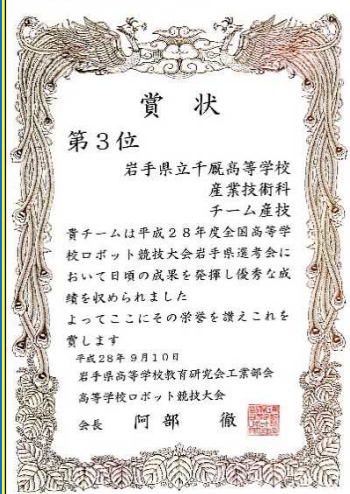 賞状
第3位
岩手県立千厩高等学校
産業技術科
チーム産技
貴チームは平成28年度全国高等学
校ロボット競技大会岩手県選考会に
おいて日頃の成果を発揮し優秀な成
績を収められました
よってここにその栄誉を讃えこれを
賞します
平成28年9月10日
岩手県高等学校教育研究会工業部会
高等学校ロボット競技大会
会長 阿部 徹